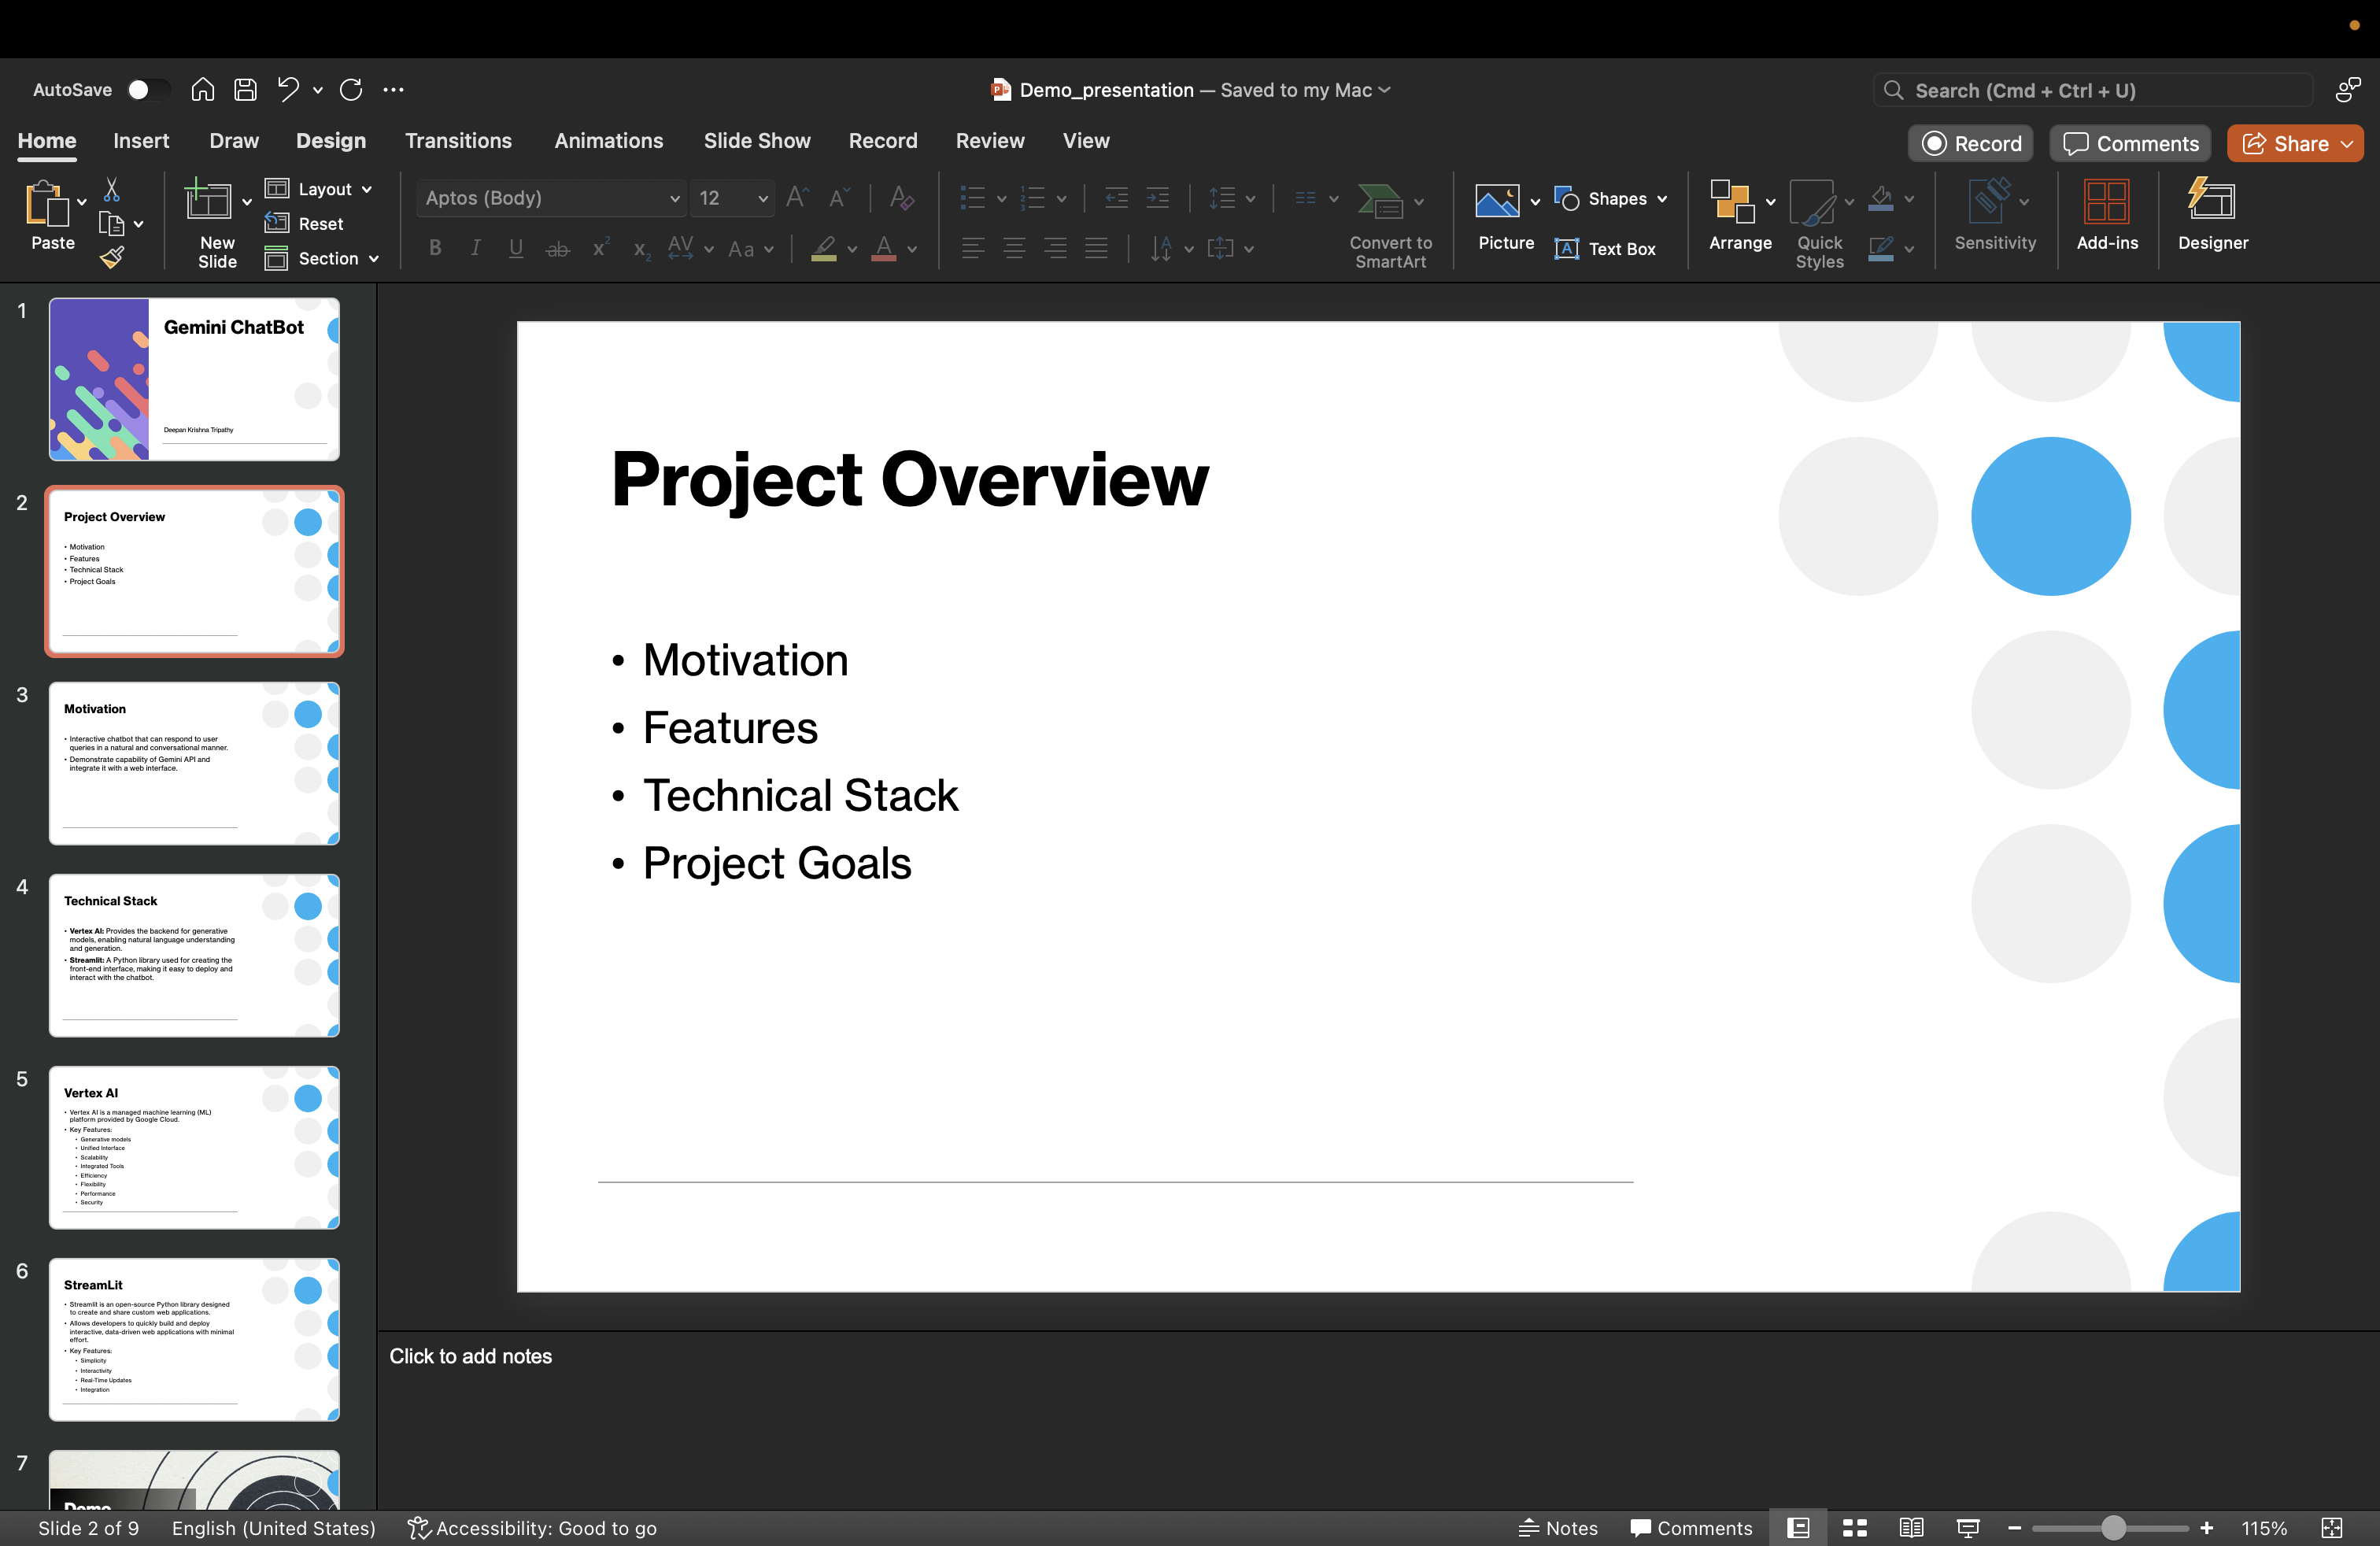 AutoSave
Demo_presentation — Saved to my Mac
Search (Cmd + Ctrl + U)
Home Insert Draw Design Transitions Animations Slide Show Record Review View
Record Comments Share
Paste
New Slide
Layout
Reset
Section
Aptos (Body) 12
Convert to SmartArt
Picture
Shapes
Text Box
Arrange
Quick Styles
Sensitivity
Add-ins
Designer
1
Gemini ChatBot
Deepan Krishna Tripathy
2
Project Overview
• Motivation
• Features
• Technical Stack
• Project Goals
3
Motivation
• Interactive chatbot that can respond to user
queries in a natural and conversational manner.
• Demonstrate capability of Gemini API and
integrate it with a web interface.
4
Technical Stack
• Vertex AI: Provides the backend for generative
models, enabling natural language understanding
and generation.
• Streamlit: A Python library used for creating the
front-end interface, making it easy to deploy and
interact with the chatbot.
5
Vertex AI
• Vertex AI is a managed machine learning (ML)
platform provided by Google Cloud.
• Key Features:
• Generative models
• Unified Interface
• Scalability
• Integrated Tools
• Efficiency
• Flexibility
• Performance
• Security
6
StreamLit
• Streamlit is an open-source Python library designed
to create and share custom web applications.
• Allows developers to quickly build and deploy
interactive, data-driven web applications with minimal
effort.
• Key Features:
• Simplicity
• Interactivity
• Real-Time Updates
• Integration
7
Demo
Project Overview
• Motivation
• Features
• Technical Stack
• Project Goals
Click to add notes
Slide 2 of 9 English (United States) Accessibility: Good to go
Notes Comments 115%